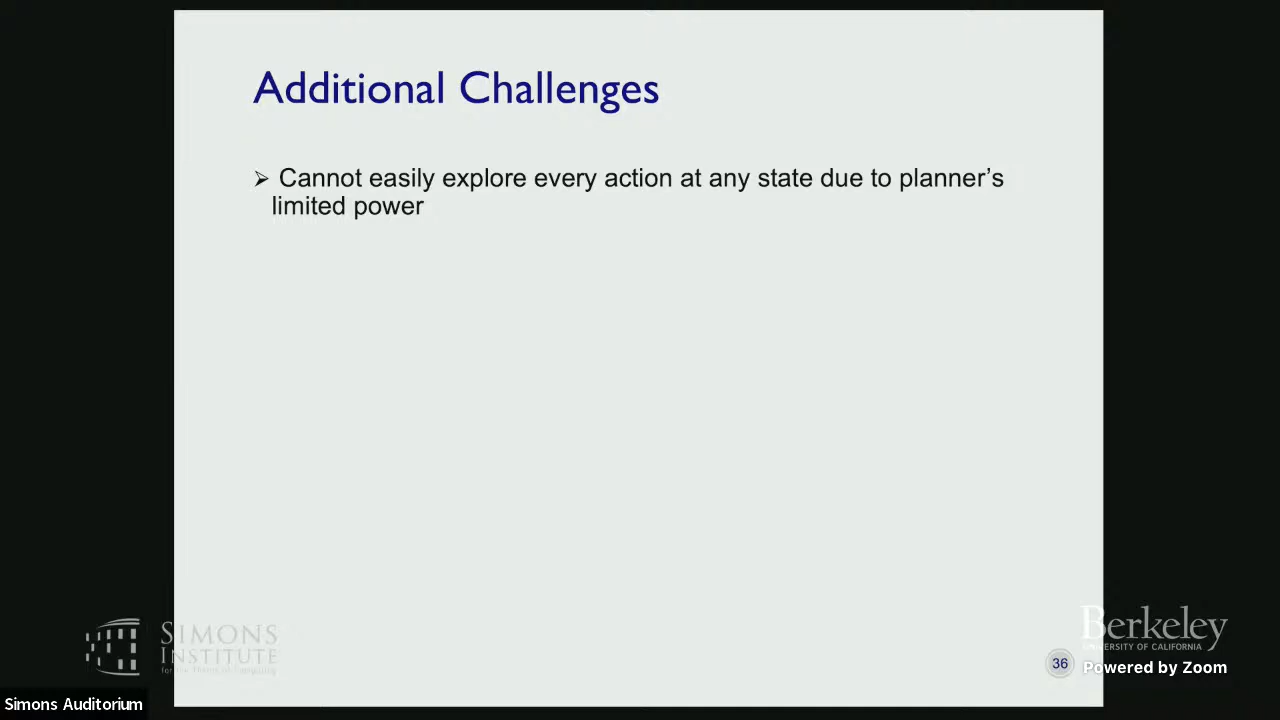 Additional Challenges
➢ Cannot easily explore every action at any state due to planner’s
limited power
SIMONS
INSTITUTE
for the Theory of Computing
Berkeley
UNIVERSITY OF CALIFORNIA
36
Powered by Zoom
Simons Auditorium